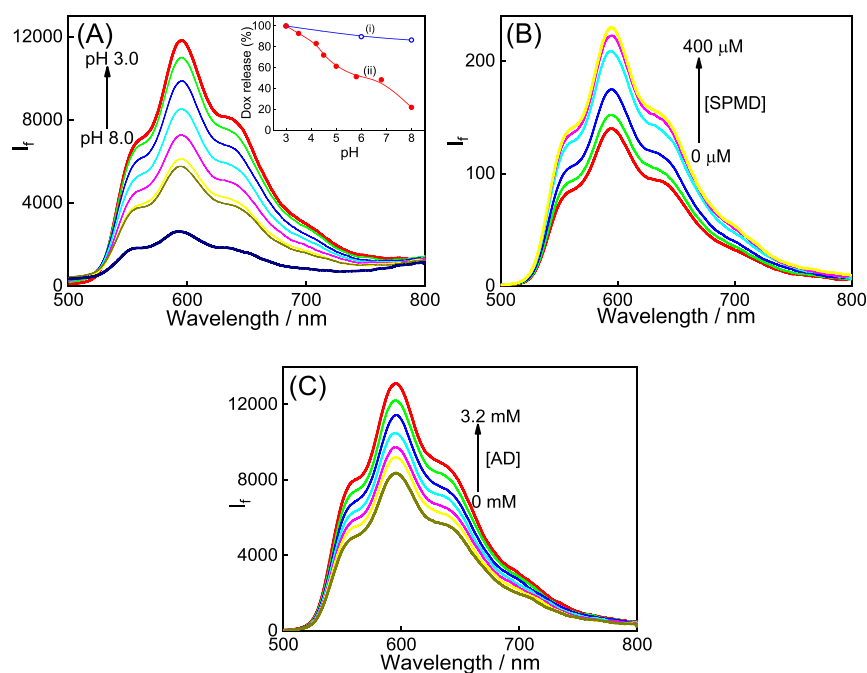 (A)
12000
8000
4000
0
I_f
pH 3.0
pH 8.0
500 600 700 800
Wavelength / nm
Dox release (%)
100
80
60
40
20
0
(i)
(ii)
3 4 5 6 7 8
pH
(B)
200
100
0
I_f
400 μM
[SPMD]
0 μM
500 600 700 800
Wavelength / nm
(C)
12000
8000
4000
0
I_f
3.2 mM
[AD]
0 mM
500 600 700 800
Wavelength / nm